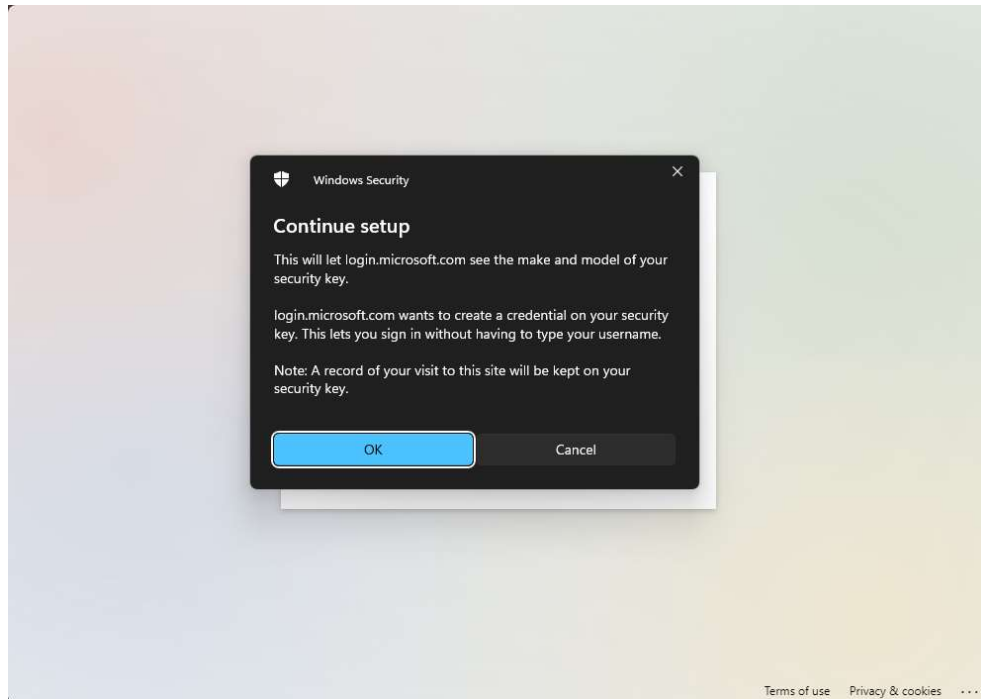 Windows Security
Continue setup
This will let login.microsoft.com see the make and model of your
security key.
login.microsoft.com wants to create a credential on your security
key. This lets you sign in without having to type your username.
Note: A record of your visit to this site will be kept on your
security key.
OK
Cancel
Terms of use
Privacy & cookies
...